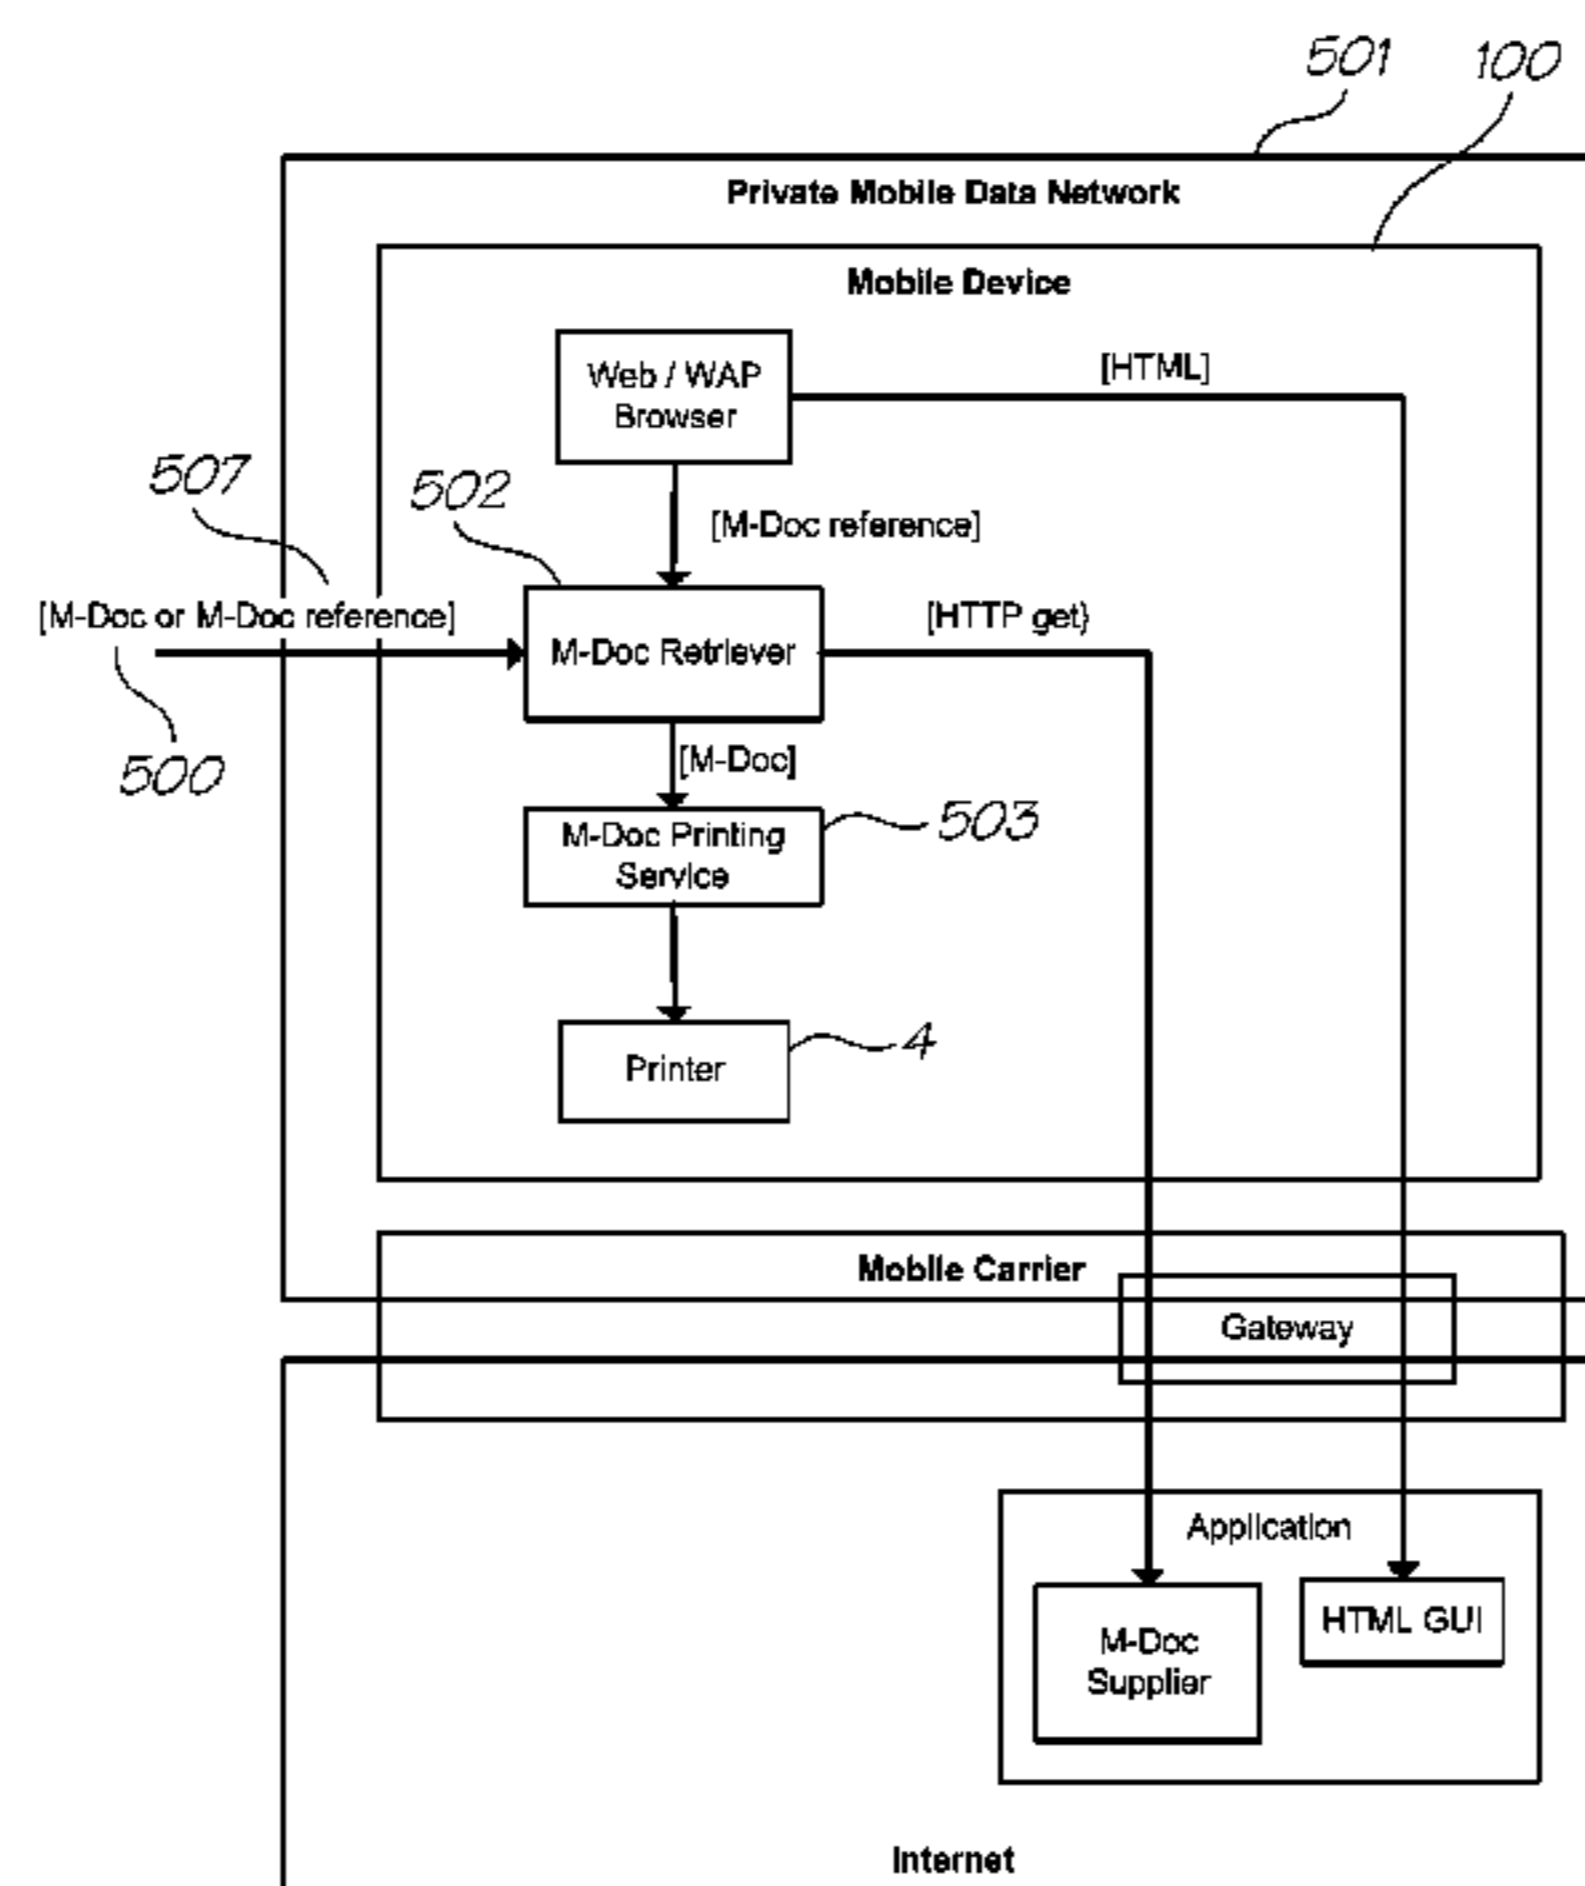 501 100
Private Mobile Data Network
Mobile Device
Web / WAP
Browser
[HTML]
507
502
[M-Doc reference]
[M-Doc or M-Doc reference]
[HTTP get}
M-Doc Retriever
500
[M-Doc]
503
M-Doc Printing
Service
4
Printer
Mobile Carrier
Gateway
Application
M-Doc
Supplier
HTML GUI
Internet